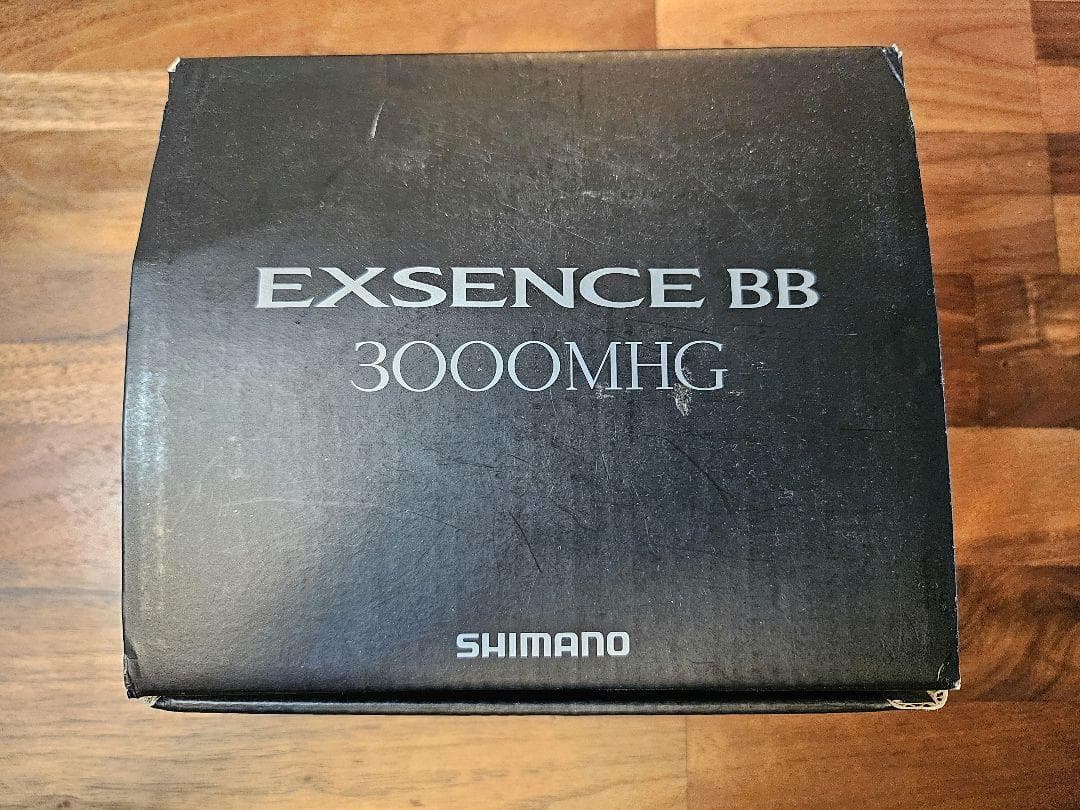 EXSENCE BB
3000MHG
SHIMANO